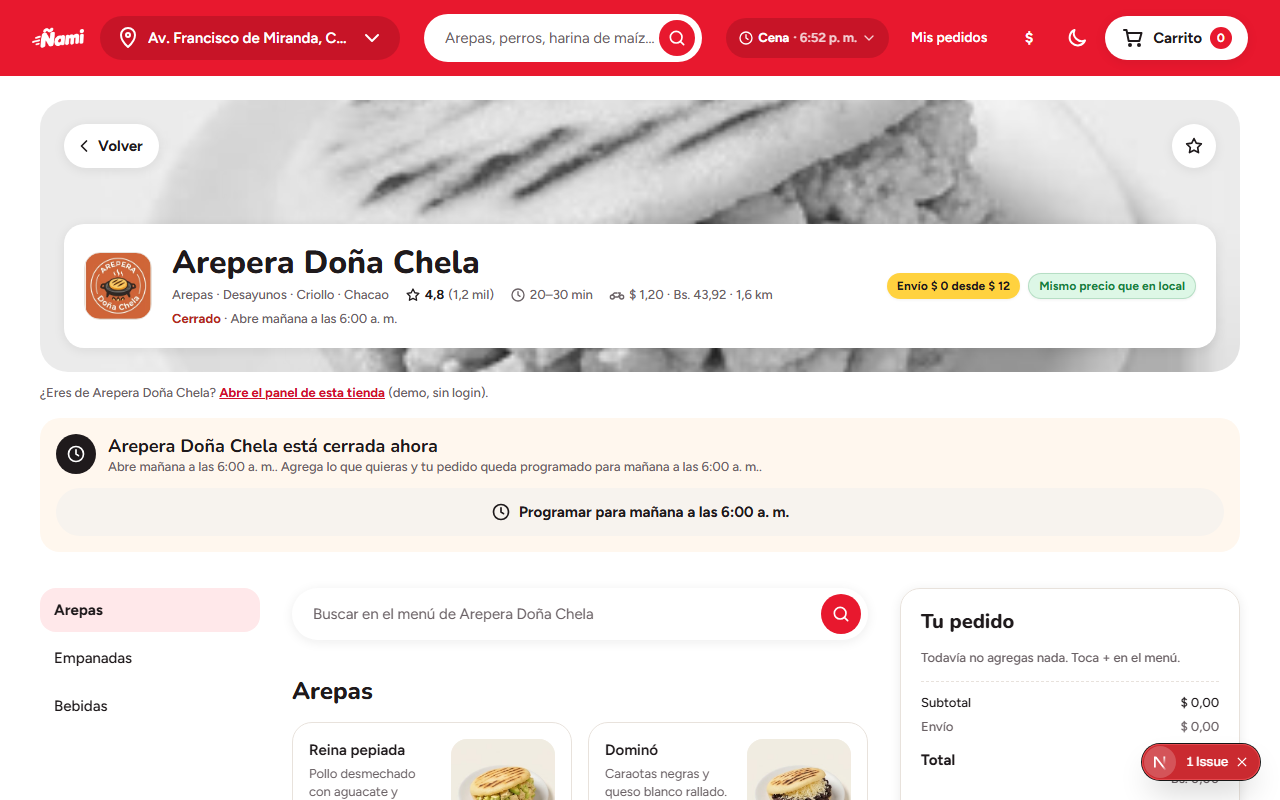 Ñami
Av. Francisco de Miranda, C...
Arepas, perros, harina de maíz...
Cena · 6:52 p. m.
Mis pedidos
$
Carrito 0
Volver
AREPERA
Doña Chela
Arepera Doña Chela
Arepas · Desayunos · Criollo · Chacao 4,8 (1,2 mil) 20–30 min $ 1,20 · Bs. 43,92 · 1,6 km
Cerrado · Abre mañana a las 6:00 a. m.
Envío $ 0 desde $ 12
Mismo precio que en local
¿Eres de Arepera Doña Chela? Abre el panel de esta tienda (demo, sin login).
Arepera Doña Chela está cerrada ahora
Abre mañana a las 6:00 a. m.. Agrega lo que quieras y tu pedido queda programado para mañana a las 6:00 a. m..
Programar para mañana a las 6:00 a. m.
Arepas
Empanadas
Bebidas
Buscar en el menú de Arepera Doña Chela
Arepas
Reina pepiada
Pollo desmechado
con aguacate y
Dominó
Caraotas negras y
queso blanco rallado.
Tu pedido
Todavía no agregas nada. Toca + en el menú.
Subtotal $ 0,00
Envío $ 0,00
Total
N 1 Issue